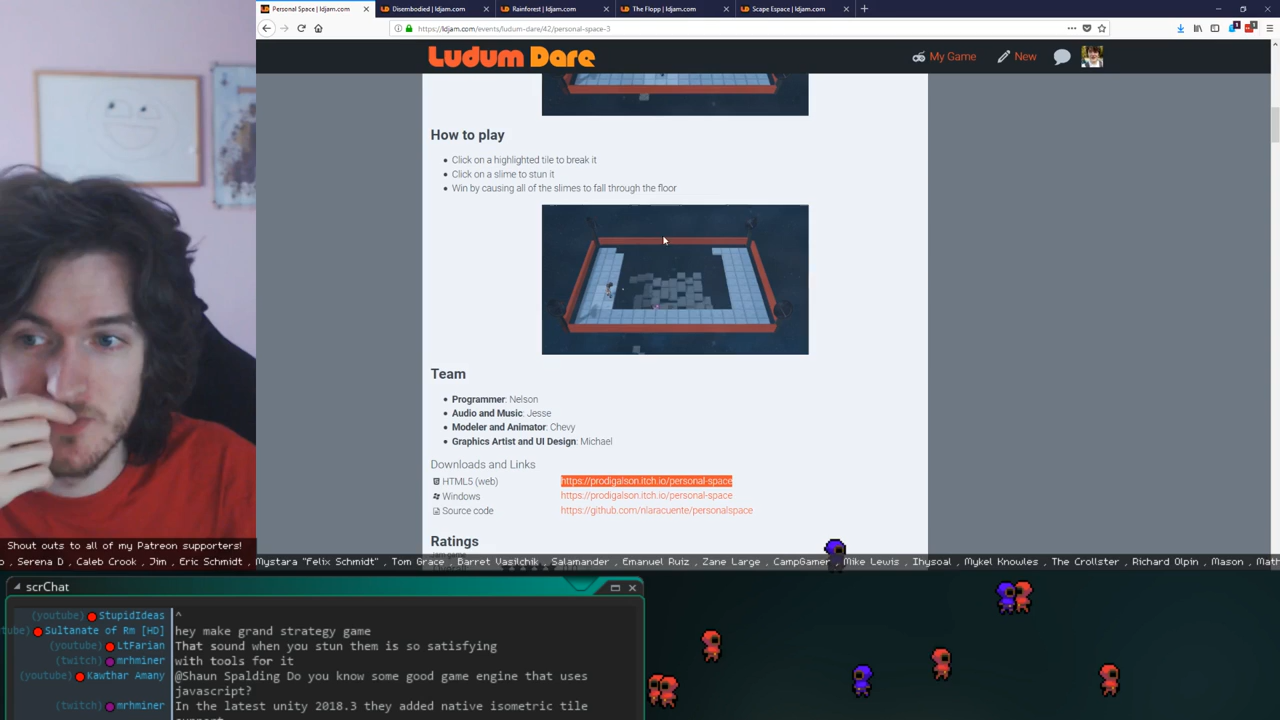 Personal Space | ldjam.com
Disembodied | ldjam.com
Rainforest | ldjam.com
The Flopp | ldjam.com
Scape Espace | ldjam.com
https://ldjam.com/events/ludum-dare/42/personal-space-3
Ludum Dare
My Game
New
How to play
Click on a highlighted tile to break it
Click on a slime to stun it
Win by causing all of the slimes to fall through the floor
Team
Programmer: Nelson
Audio and Music: Jesse
Modeler and Animator: Chevy
Graphics Artist and UI Design: Michael
Downloads and Links
HTML5 (web) https://prodigalson.itch.io/personal-space
Windows https://prodigalson.itch.io/personal-space
Source code https://github.com/nlaracuente/personalspace
Ratings
Shout outs to all of my Patreon supporters!
, Serena D , Caleb Crook , Jim , Eric Schmidt , Mystara "Felix Schmidt" , Tom Grace , Barret Vasilchik , Salamander , Emanuel Ruiz , Zane Large , CampGamer , Mike Lewis , Ihysoal , Mykel Knowles , The Crollster , Richard Olpin , Mason ,
scrChat
(youtube) StupidIdeas ^
Sultanate of Rm [HD] hey make grand strategy game
(youtube) LtFarian That sound when you stun them is so satisfying
(twitch) mrhminer with tools for it
(youtube) Kawthar Amany @Shaun Spalding Do you know some good game engine that uses
javascript?
(twitch) mrhminer In the latest unity 2018.3 they added native isometric tile